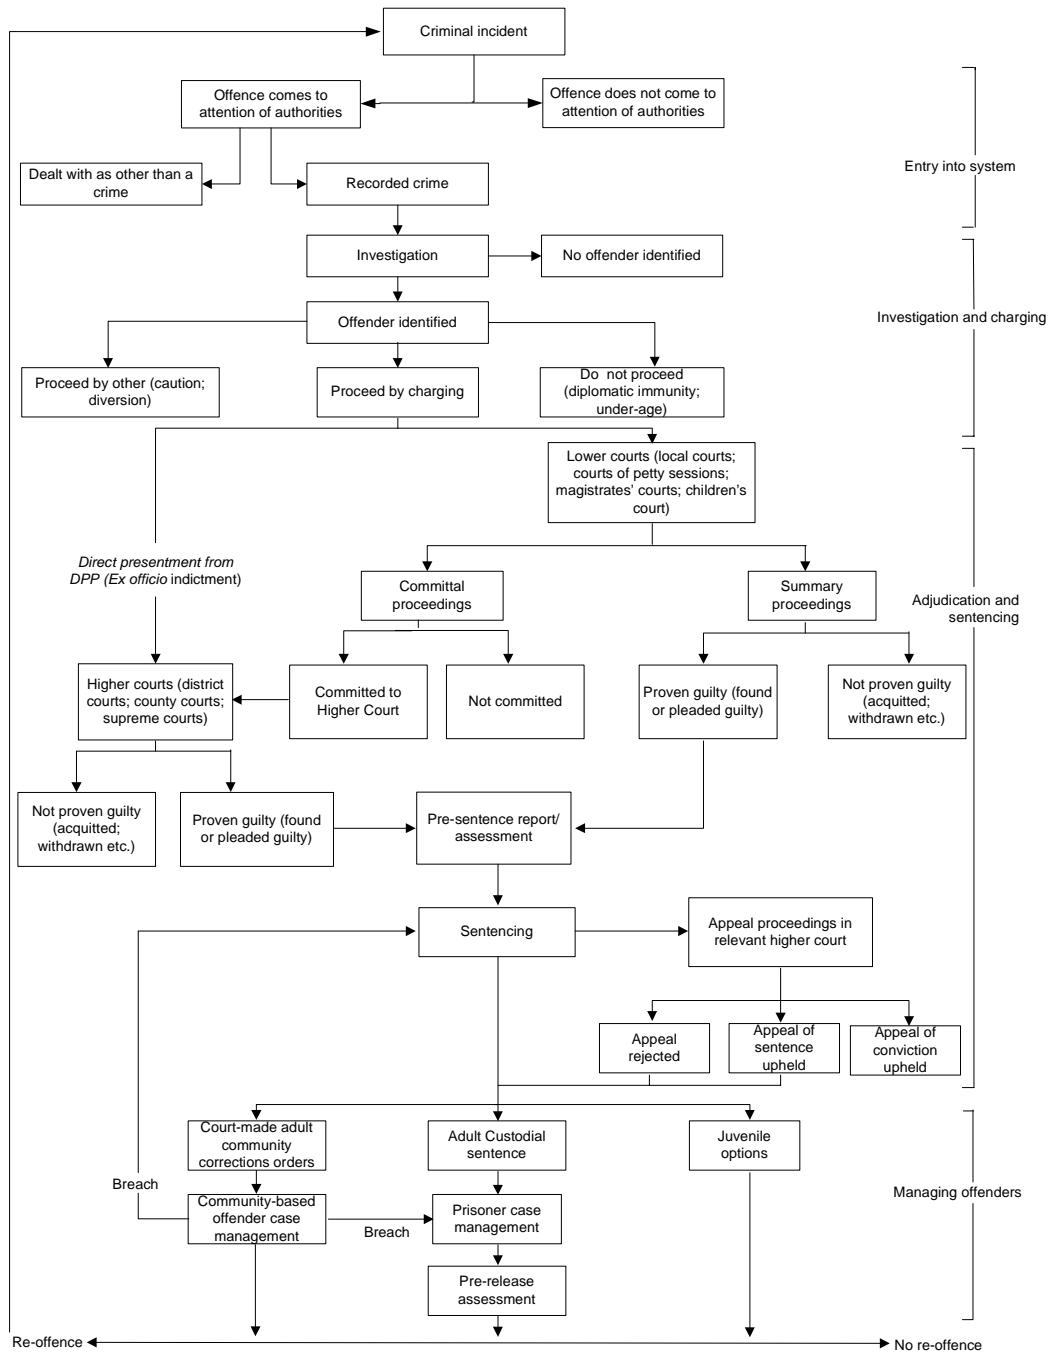 Criminal incident
Offence comes to
attention of authorities
Offence does not come to
attention of authorities
Entry into system
Dealt with as other than a
crime
Recorded crime
Investigation
No offender identified
Investigation and charging
Offender identified
Proceed by other (caution;
diversion)
Proceed by charging
Do not proceed
(diplomatic immunity;
under-age)
Lower courts (local courts;
courts of petty sessions;
magistrates' courts; children's
court)
Direct presentment from
DPP (Ex officio indictment)
Committal
proceedings
Summary
proceedings
Adjudication and
sentencing
Higher courts (district
courts; county courts;
supreme courts)
Committed to
Higher Court
Not committed
Proven guilty (found
or pleaded guilty)
Not proven guilty
(acquitted;
withdrawn etc.)
Not proven guilty
(acquitted;
withdrawn etc.)
Proven guilty (found
or pleaded guilty)
Pre-sentence report/
assessment
Sentencing
Appeal proceedings in
relevant higher court
Appeal
rejected
Appeal of
sentence
upheld
Appeal of
conviction
upheld
Court-made adult
community
corrections orders
Adult Custodial
sentence
Juvenile
options
Breach
Managing offenders
Community-based
offender case
management
Breach
Prisoner case
management
Pre-release
assessment
Re-offence
No re-offence